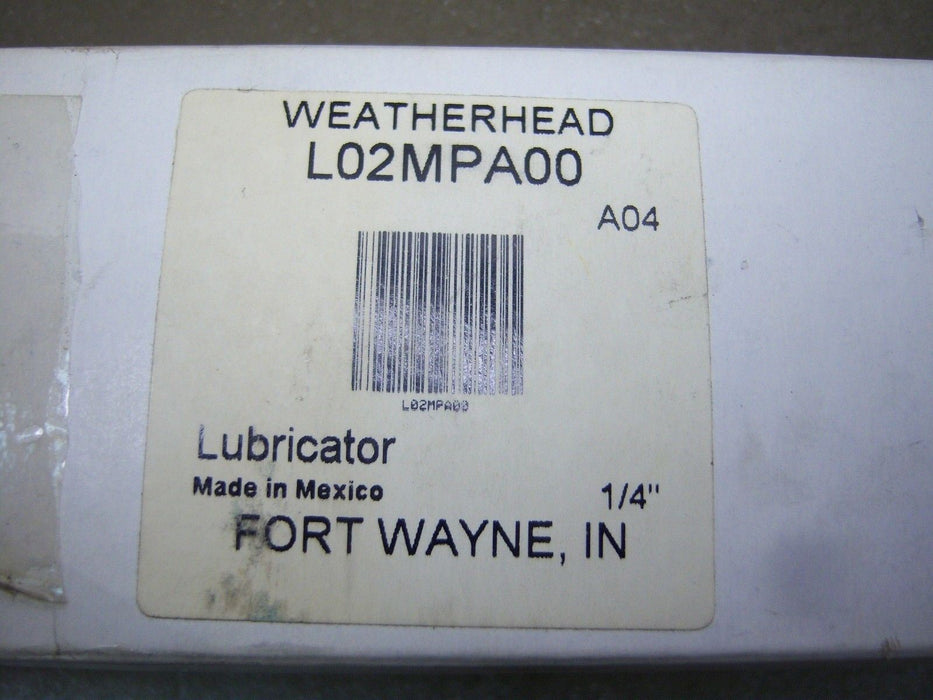 WEATHERHEAD
L02MPA00
A04
L02MPA00
Lubricator
Made in Mexico
1/4"
FORT WAYNE, IN